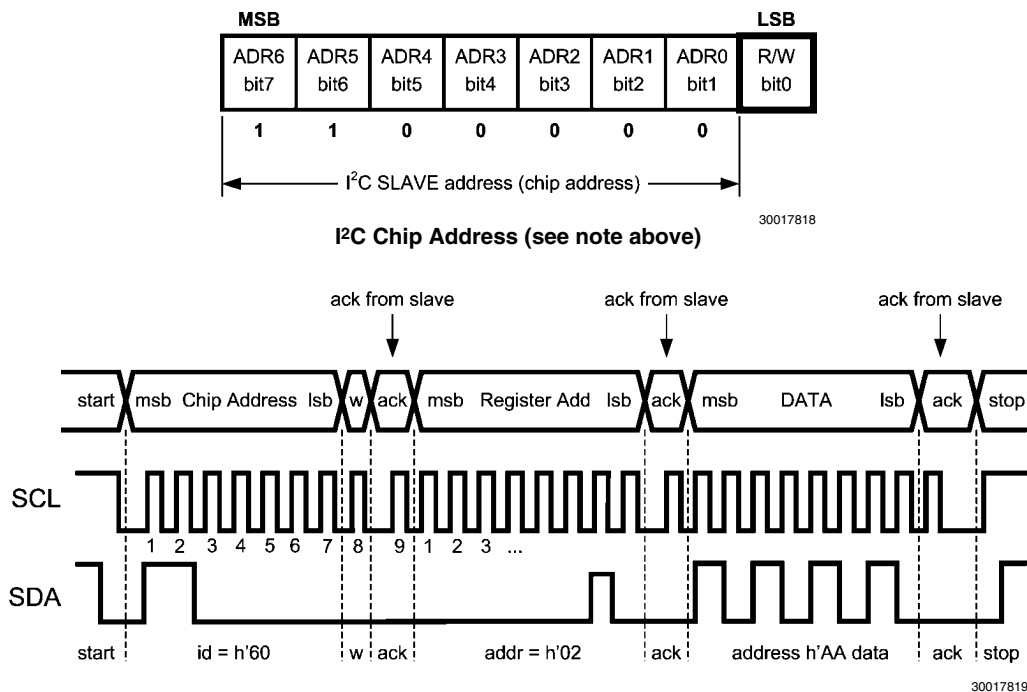 MSB LSB
ADR6 ADR5 ADR4 ADR3 ADR2 ADR1 ADR0 R/W
bit7 bit6 bit5 bit4 bit3 bit2 bit1 bit0
1 1 0 0 0 0 0
I²C SLAVE address (chip address)
30017818
I²C Chip Address (see note above)
ack from slave ack from slave ack from slave
start msb Chip Address lsb w ack msb Register Add lsb ack msb DATA lsb ack stop
SCL
1 2 3 4 5 6 7 8 9 1 2 3 ...
SDA
start id = h'60 w ack addr = h'02 ack address h'AA data ack stop
30017819